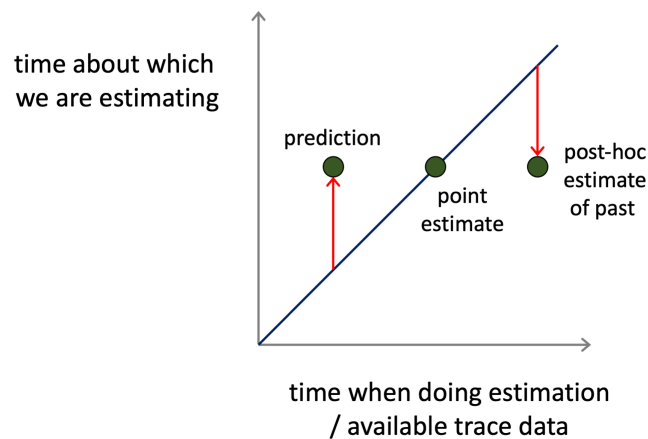 time about which
we are estimating
prediction
point
estimate
post-hoc
estimate
of past
time when doing estimation
/ available trace data